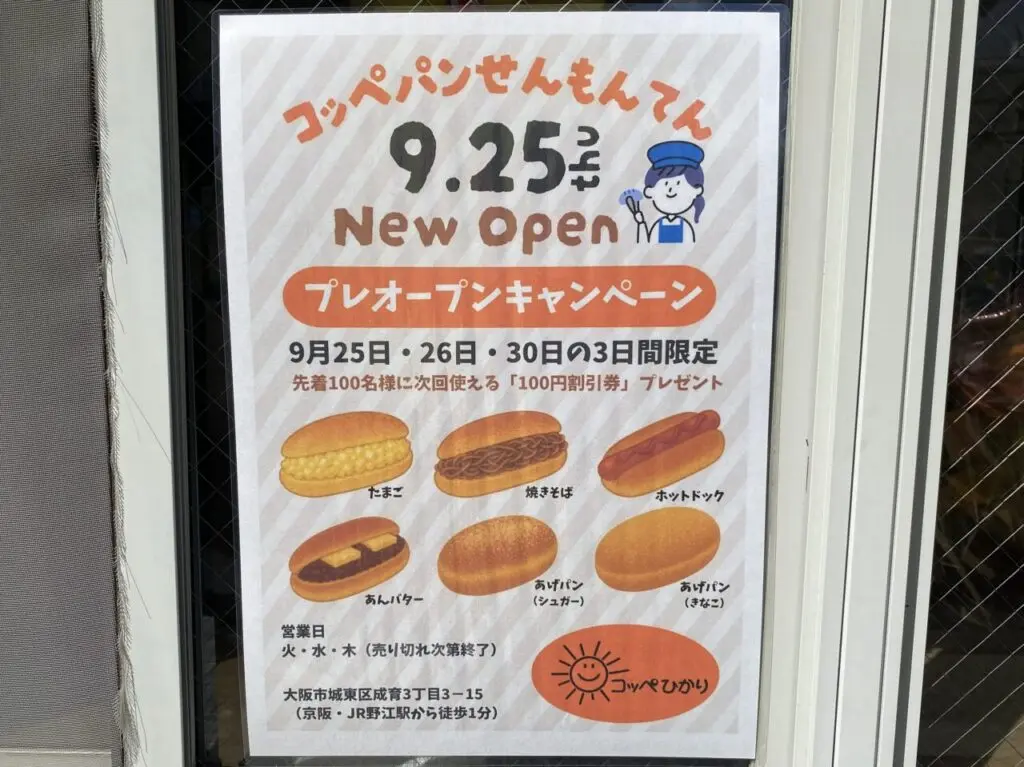 コッペパンせんもんてん
9.25thu
New Open
プレオープンキャンペーン
9月25日・26日・30日の3日間限定
先着100名様に次回使える「100円割引券」プレゼント
たまご
焼きそば
ホットドック
あんバター
あげパン
(シュガー)
あげパン
(きなこ)
営業日
火・水・木(売り切れ次第終了)
コッペひかり
大阪市城東区成育3丁目3-15
(京阪・JR野江駅から徒歩1分)